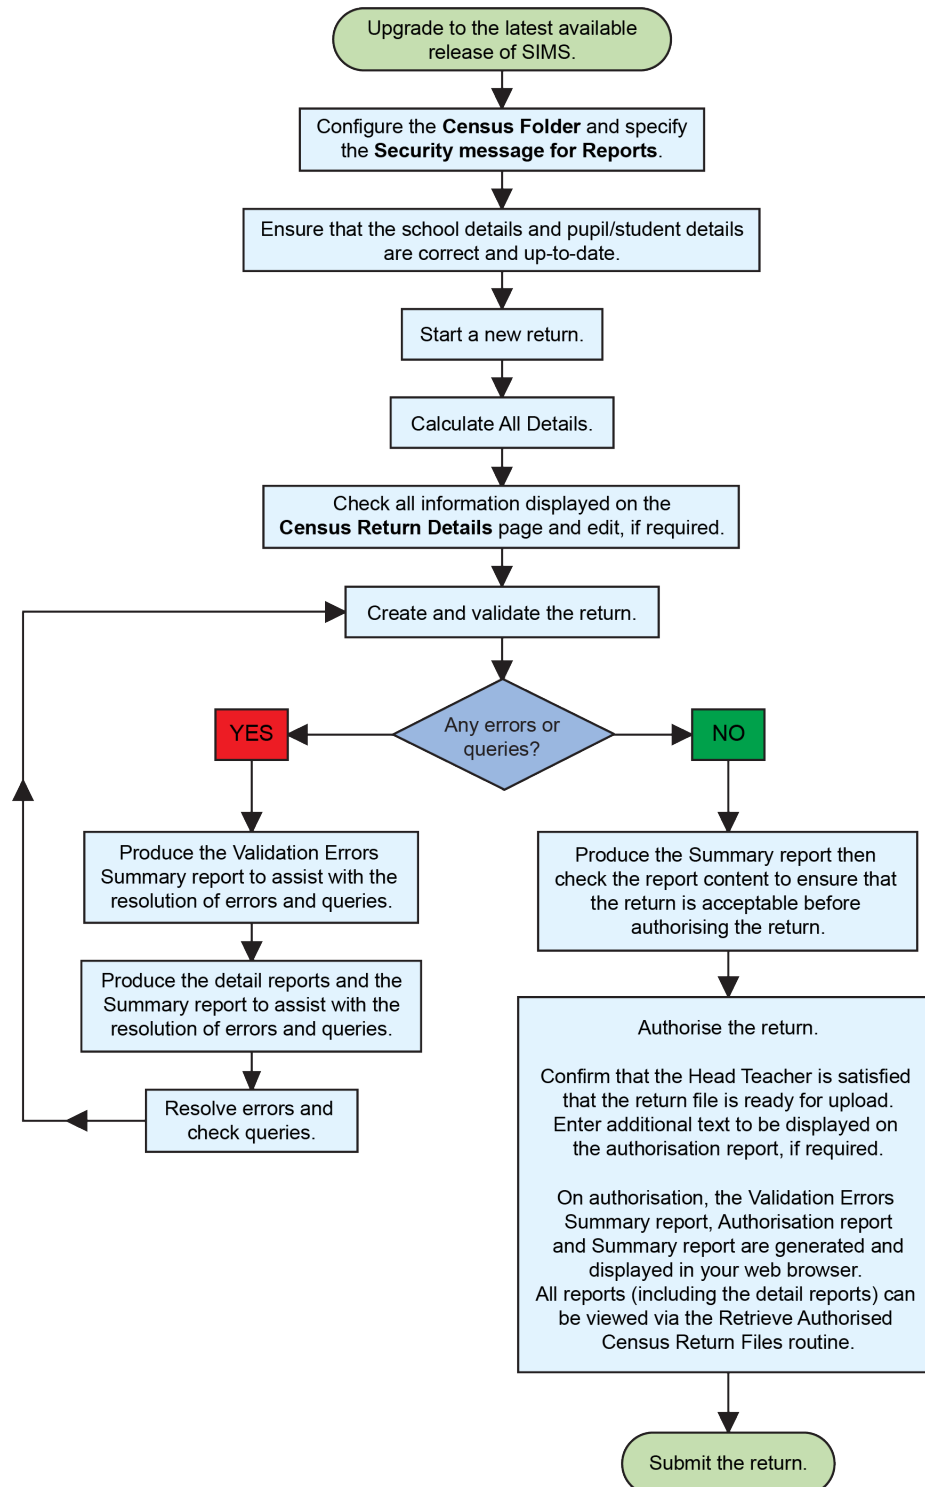 Upgrade to the latest available
release of SIMS.
Configure the Census Folder and specify
the Security message for Reports.
Ensure that the school details and pupil/student details
are correct and up-to-date.
Start a new return.
Calculate All Details.
Check all information displayed on the
Census Return Details page and edit, if required.
Create and validate the return.
Any errors or
queries?
YES
NO
Produce the Validation Errors
Summary report to assist with the
resolution of errors and queries.
Produce the detail reports and the
Summary report to assist with the
resolution of errors and queries.
Resolve errors and
check queries.
Produce the Summary report then
check the report content to ensure that
the return is acceptable before
authorising the return.
Authorise the return.
Confirm that the Head Teacher is satisfied
that the return file is ready for upload.
Enter additional text to be displayed on
the authorisation report, if required.
On authorisation, the Validation Errors
Summary report, Authorisation report
and Summary report are generated and
displayed in your web browser.
All reports (including the detail reports) can
be viewed via the Retrieve Authorised
Census Return Files routine.
Submit the return.